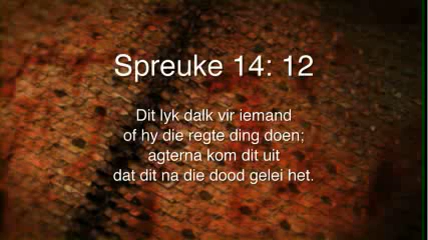 Spreuke 14: 12
Dit lyk dalk vir iemand
of hy die regte ding doen;
agterna kom dit uit
dat dit na die dood gelei het.